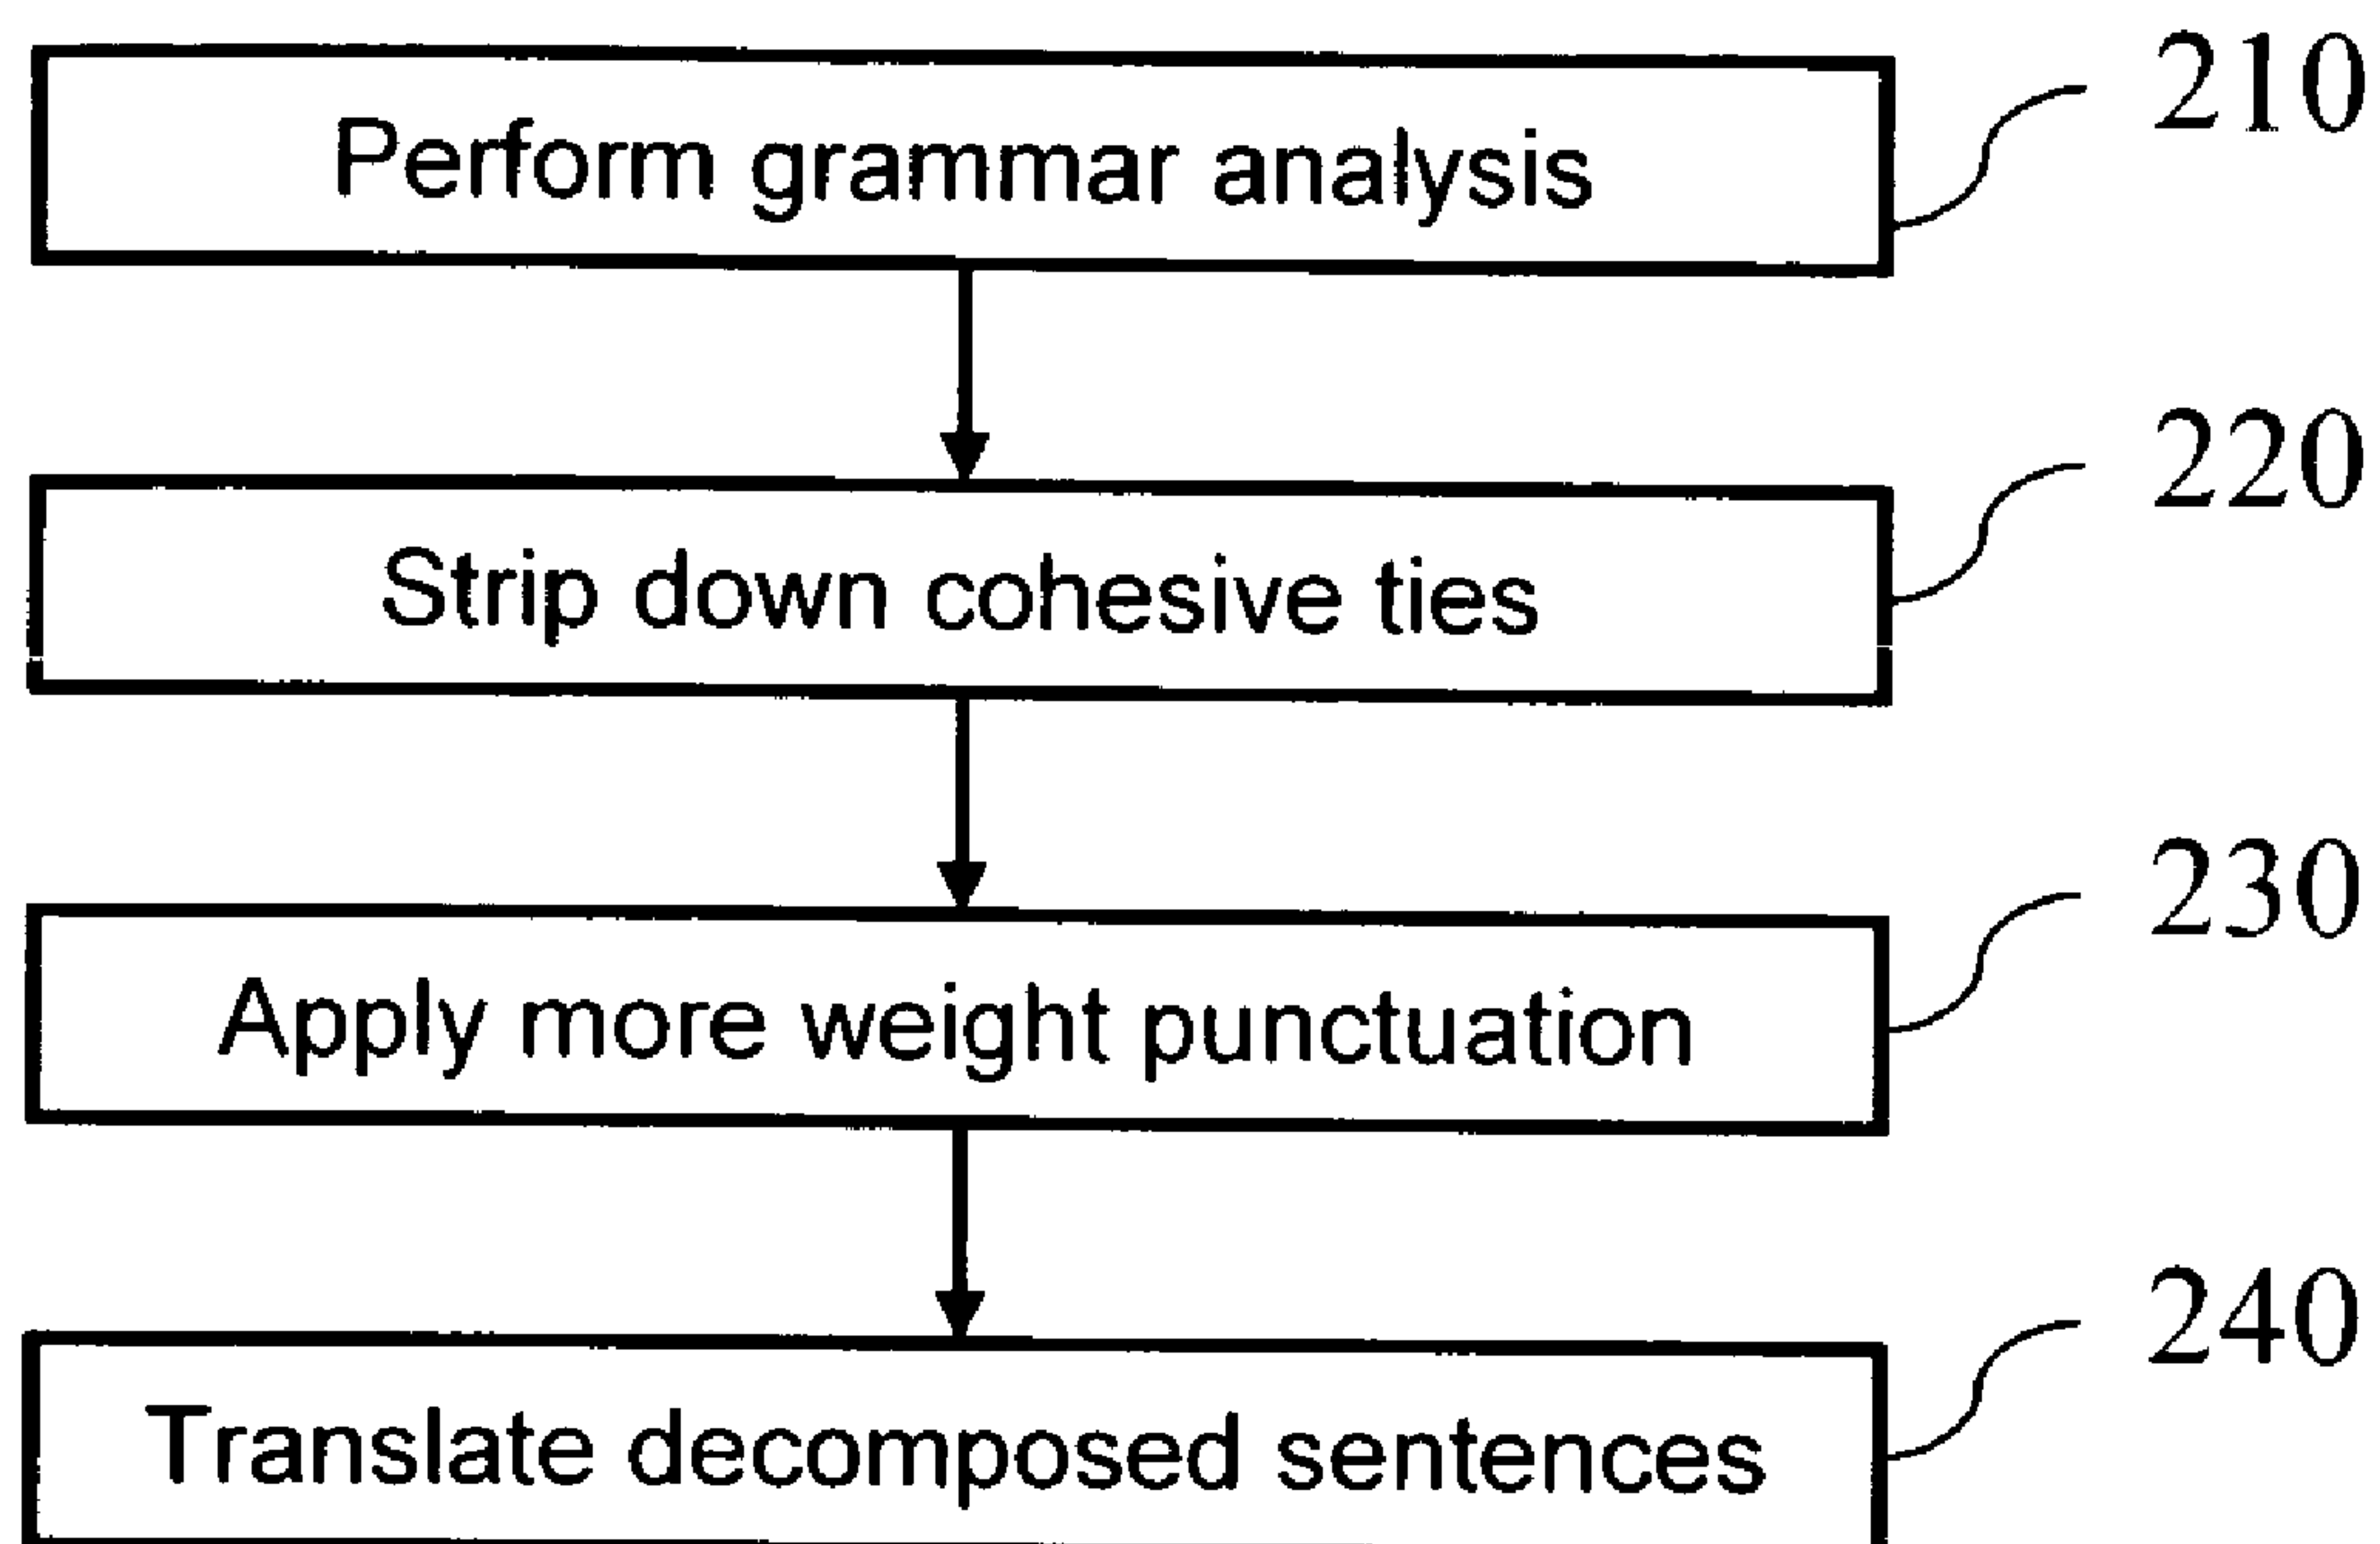 210
Perform grammar analysis
220
Strip down cohesive ties
230
Apply more weight punctuation
240
Translate decomposed sentences